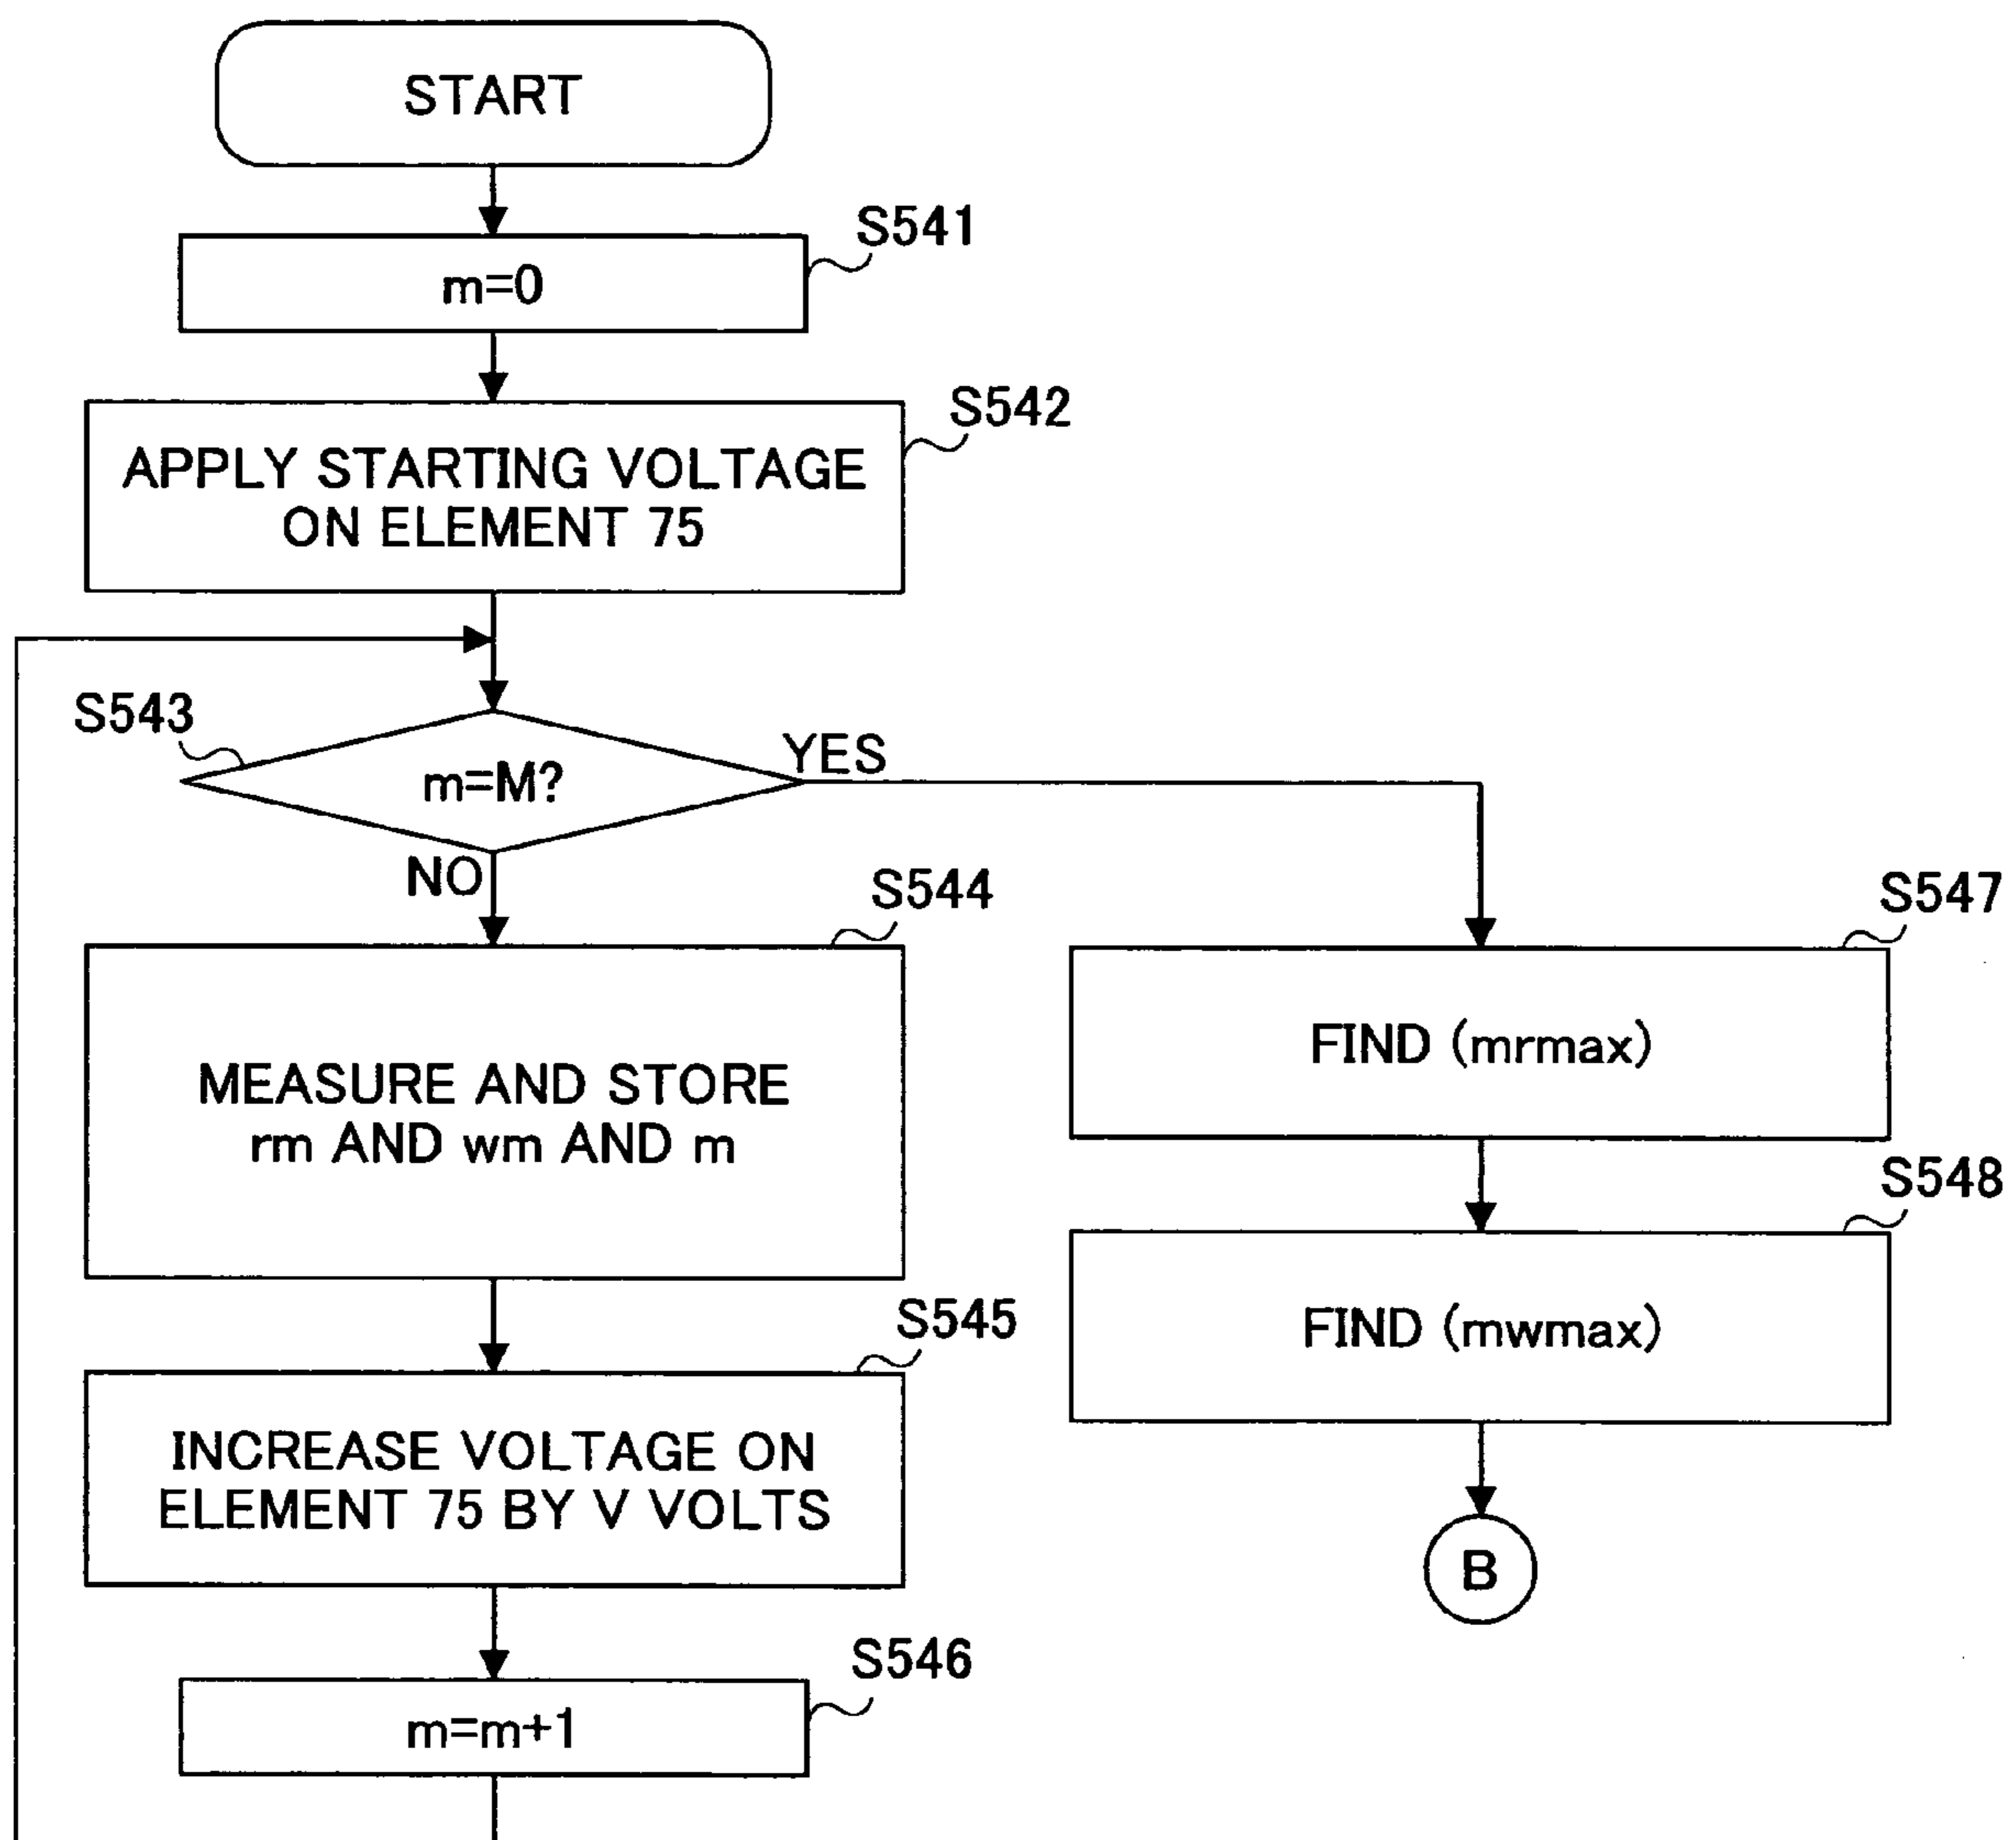 START
S541
m=0
S542
APPLY STARTING VOLTAGE
ON ELEMENT 75
S543
m=M?
YES
NO
S544
MEASURE AND STORE
rm AND wm AND m
S545
INCREASE VOLTAGE ON
ELEMENT 75 BY V VOLTS
S546
m=m+1
S547
FIND (mrmax)
S548
FIND (mwmax)
B